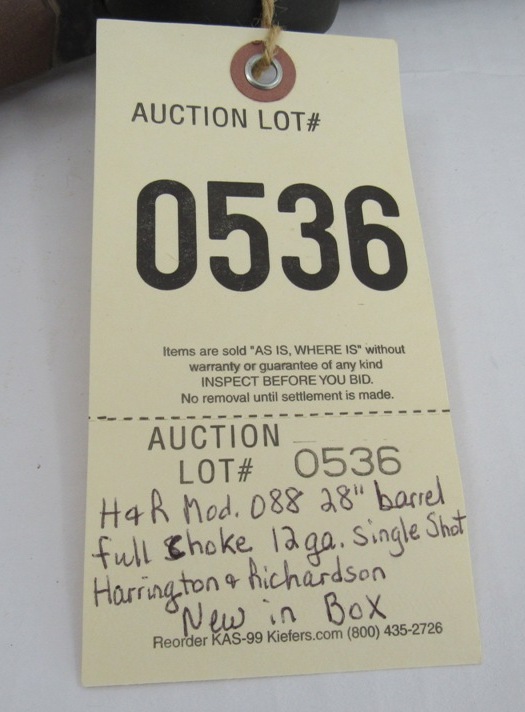 AUCTION LOT#
0536
Items are sold "AS IS, WHERE IS" without
warranty or guarantee of any kind
INSPECT BEFORE YOU BID.
No removal until settlement is made.
AUCTION
LOT# 0536
H&R Mod. 088 28" barrel
full choke 12ga. Single Shot
Harrington & Richardson
New in Box
Reorder KAS-99 Kiefers.com (800) 435-2726